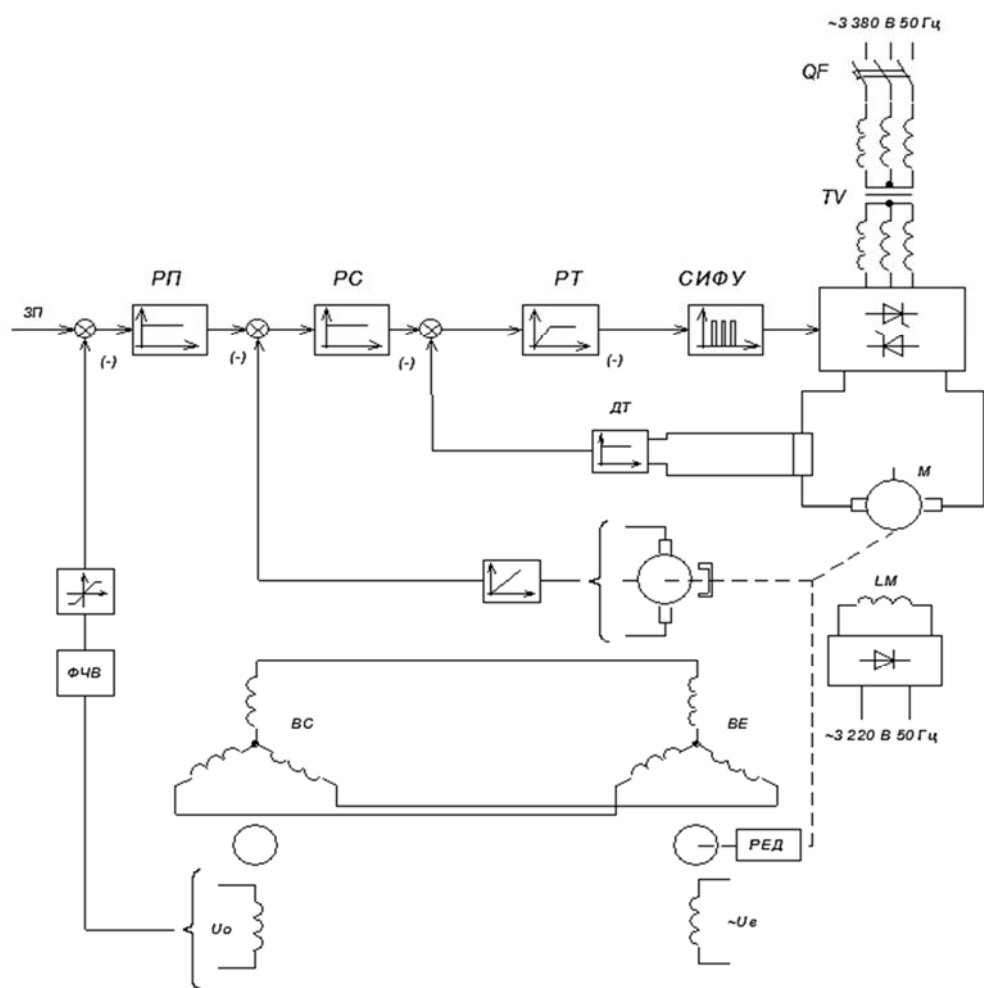 ~3 380 В 50 Гц
QF
TV
РП
РС
РТ
СИФУ
ЗП
(-)
(-)
(-)
(-)
ДТ
М
LM
ФЧВ
ВС
ВЕ
~3 220 В 50 Гц
РЕД
Uо
~Uв